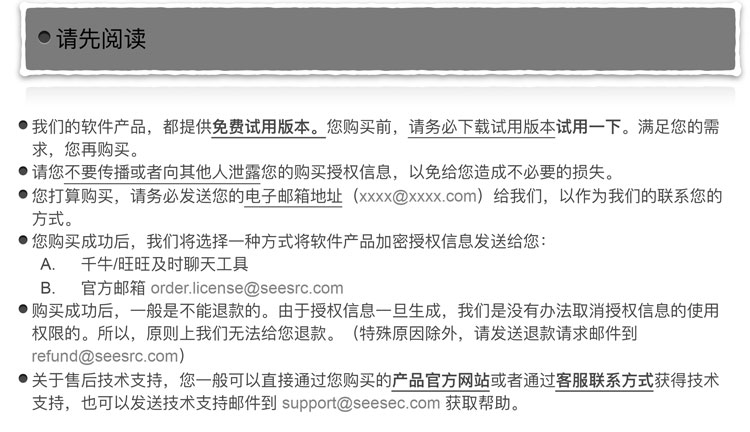 请先阅读
我们的软件产品，都提供免费试用版本。您购买前，请务必下载试用版本试用一下。满足您的需
求，您再购买。
请您不要传播或者向其他人泄露您的购买授权信息，以免给您造成不必要的损失。
您打算购买，请务必发送您的电子邮箱地址（xxxx@xxxx.com）给我们，以作为我们的联系您的
方式。
您购买成功后，我们将选择一种方式将软件产品加密授权信息发送给您：
A. 千牛/旺旺及时聊天工具
B. 官方邮箱 order.license@seesrc.com
购买成功后，一般是不能退款的。由于授权信息一旦生成，我们是没有办法取消授权信息的使用
权限的。所以，原则上我们无法给您退款。（特殊原因除外，请发送退款请求邮件到
refund@seesrc.com）
关于售后技术支持，您一般可以直接通过您购买的产品官方网站或者通过客服联系方式获得技术
支持，也可以发送技术支持邮件到 support@seesec.com 获取帮助。